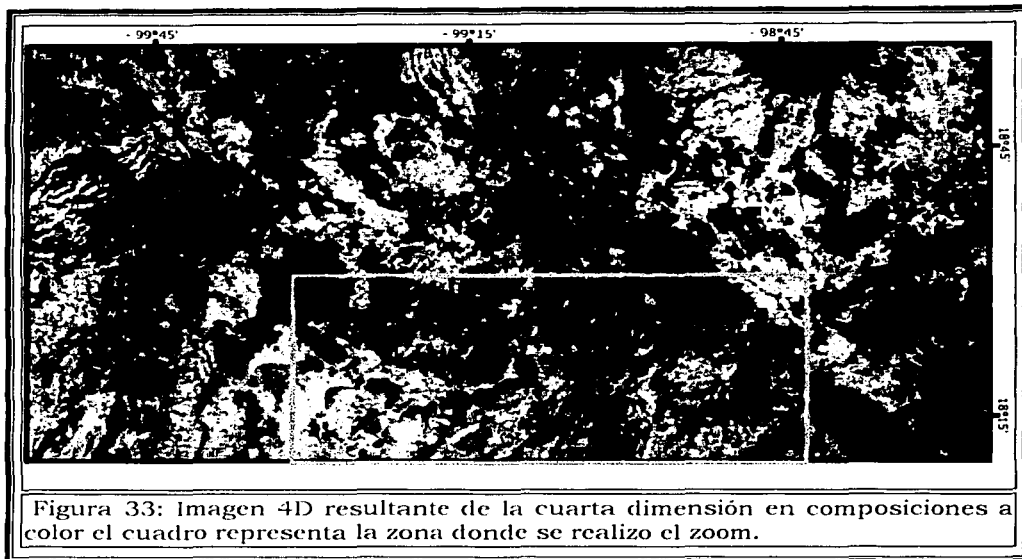 - 99°45' - 99°15' - 98°45'
18°45'
18°15'
Figura 33: Imagen 4D resultante de la cuarta dimensión en composiciones a
color el cuadro representa la zona donde se realizo el zoom.